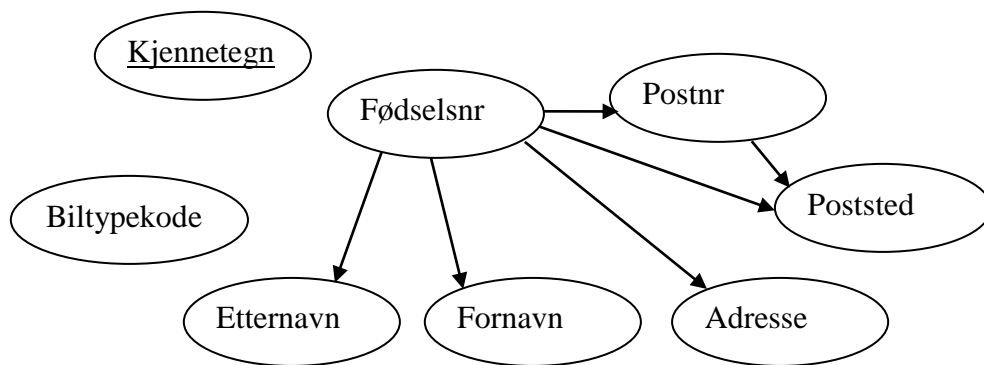 Kjennetegn
Fødselsnr
Postnr
Biltypekode
Poststed
Etternavn
Fornavn
Adresse